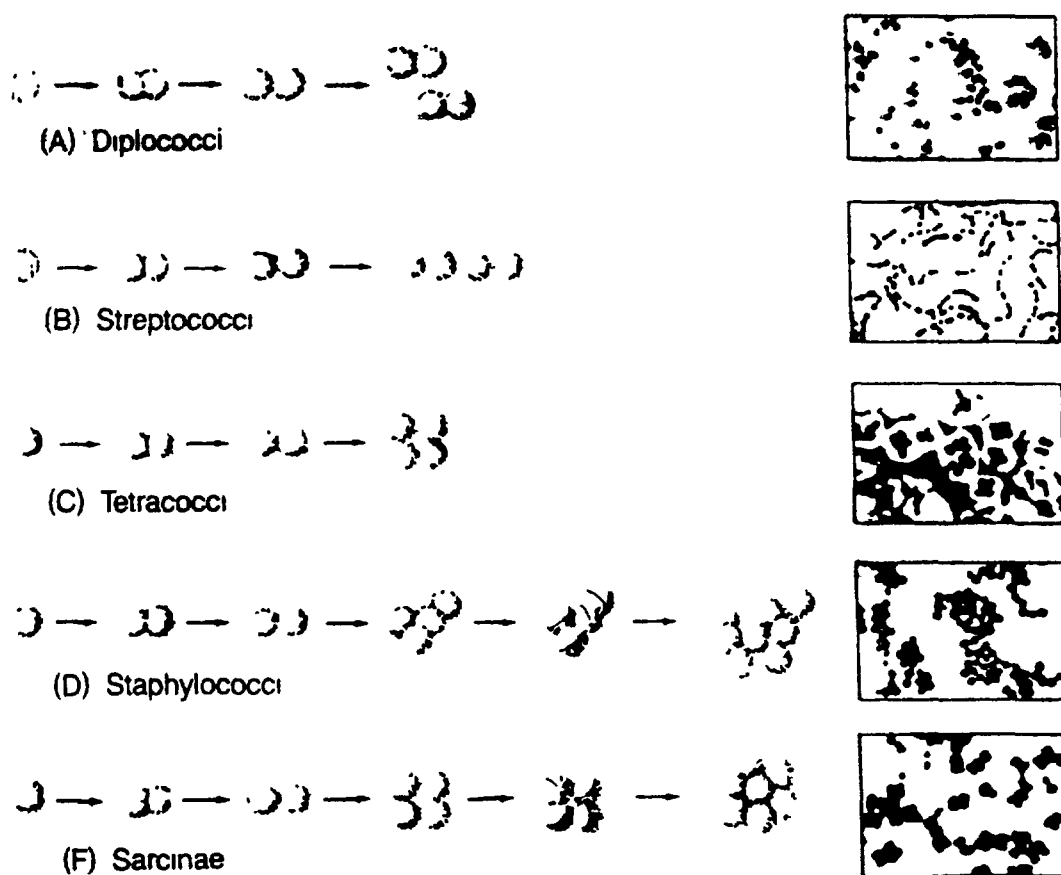 (A) Diplococci
(B) Streptococci
(C) Tetracocci
(D) Staphylococci
(F) Sarcinae